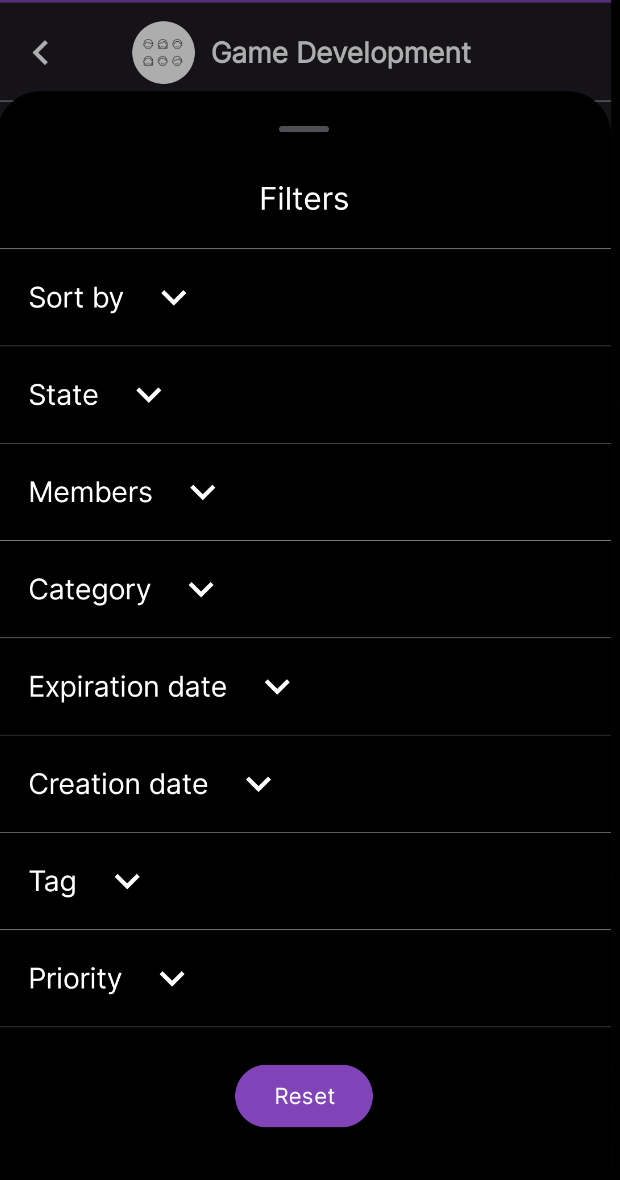 Game Development
Filters
Sort by
State
Members
Category
Expiration date
Creation date
Tag
Priority
Reset